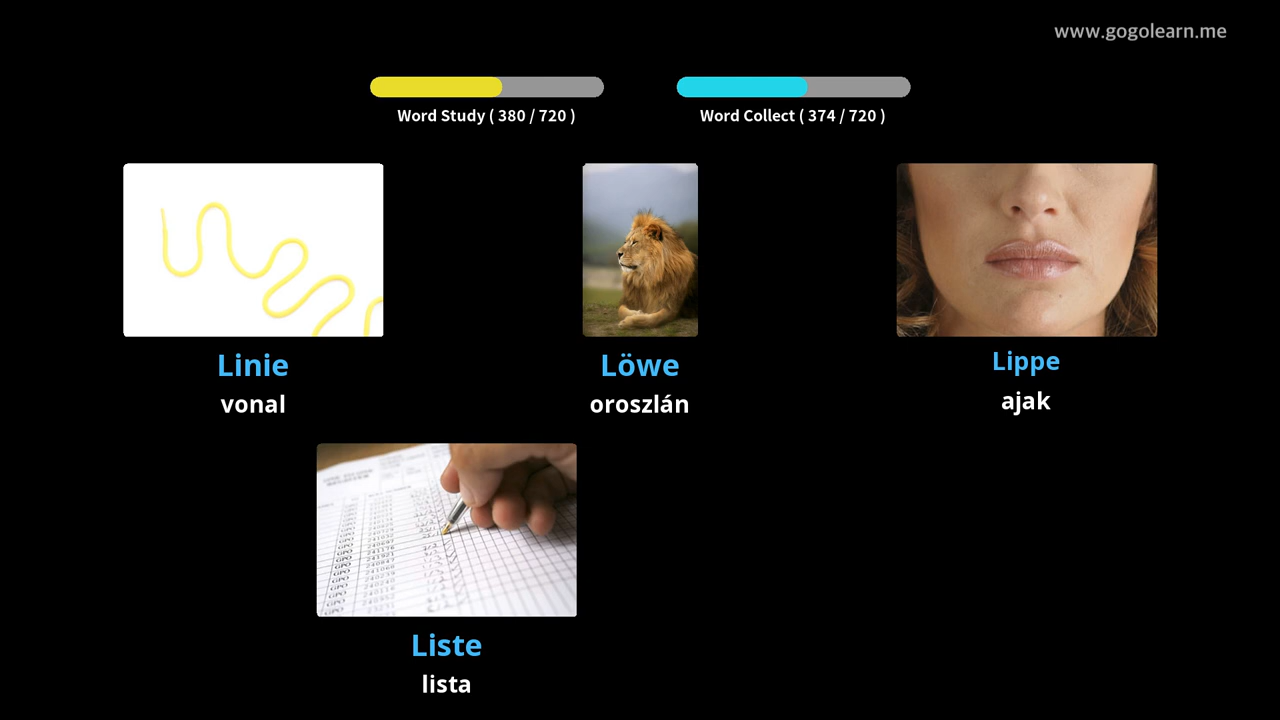 www.gogolearn.me
Word Study ( 380 / 720 )
Word Collect ( 374 / 720 )
Linie
vonal
Löwe
oroszlán
Lippe
ajak
Liste
lista